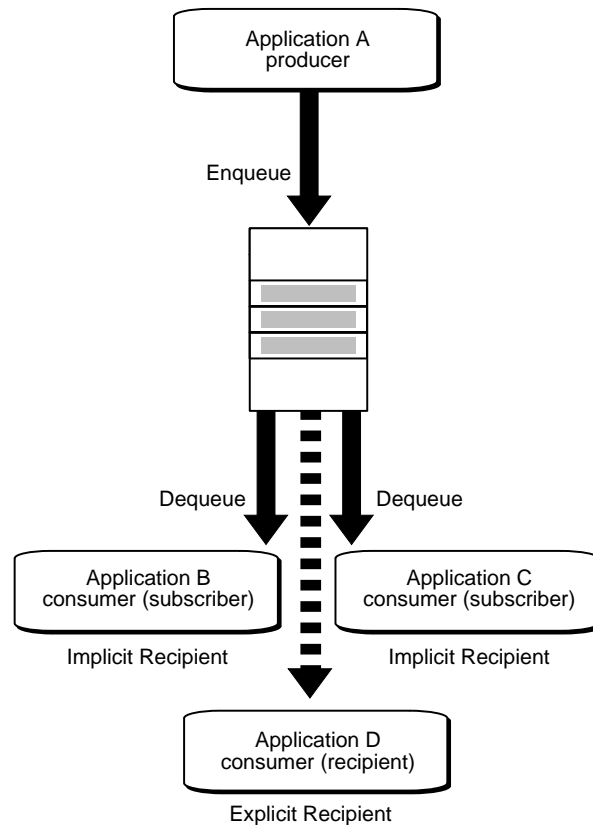 Application A
producer
Enqueue
Dequeue
Dequeue
Application B
consumer (subscriber)
Application C
consumer (subscriber)
Implicit Recipient
Implicit Recipient
Application D
consumer (recipient)
Explicit Recipient